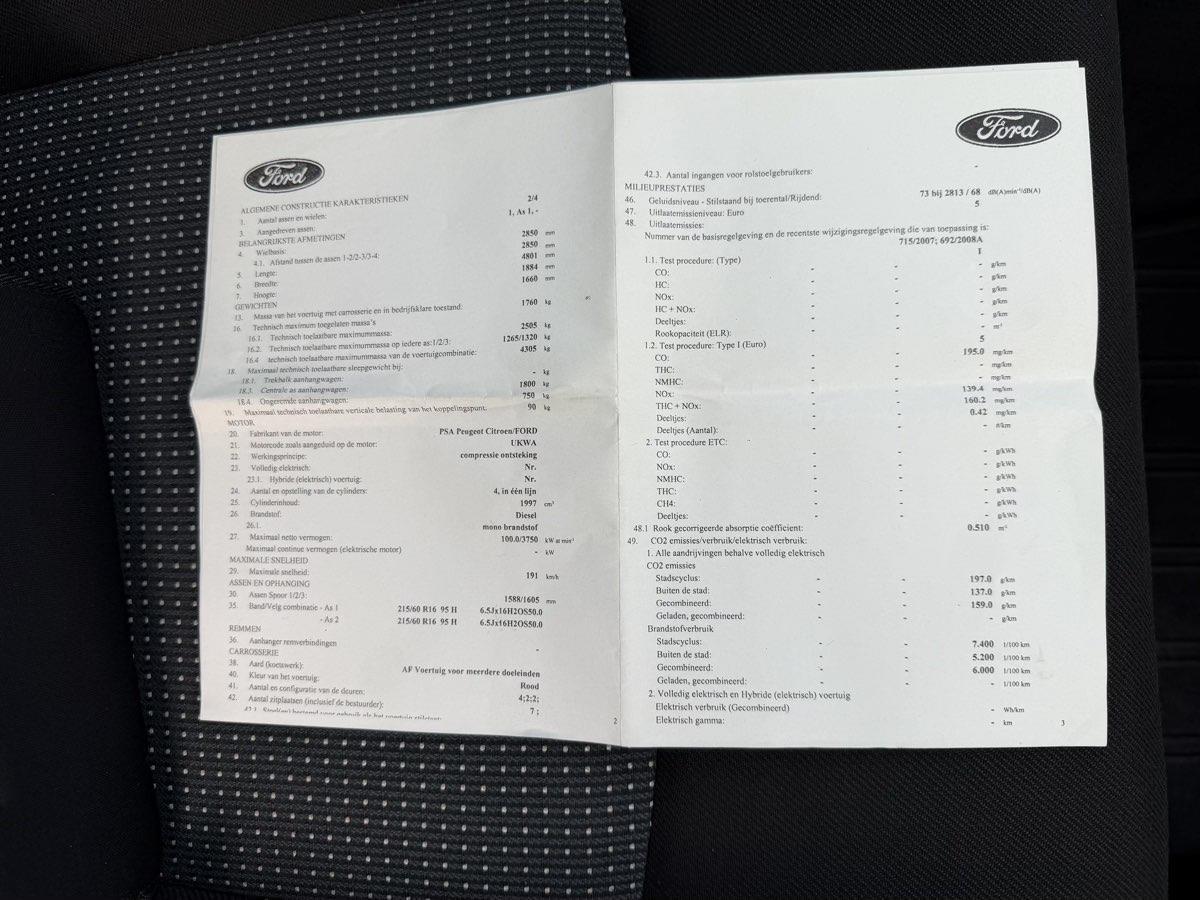 Ford
ALGEMENE CONSTRUCTIE KARAKTERISTIEKEN
1. Aantal assen en wielen: 2/4
3. Aangedreven assen: 1, As 1, -
BELANGRIJKSTE AFMETINGEN
4. Wielbasis: 2850 mm
4.1. Afstand tussen de assen 1-2/2-3/3-4: 2850 mm
5. Lengte: 4801 mm
6. Breedte: 1884 mm
7. Hoogte: 1660 mm
GEWICHTEN
13. Massa van het voertuig met carrosserie en in bedrijfsklare toestand: 1760 kg
16. Technisch maximum toegelaten massa's
16.1. Technisch toelaatbare maximummassa: 2505 kg
16.2. Technisch toelaatbare maximummassa op iedere as:1/2/3: 1265/1320 kg
16.4 technisch toelaatbare maximummassa van de voertuigcombinatie: 4305 kg
18. Maximaal technisch toelaatbare sleepgewicht bij:
18.1. Trekbalk aanhangwagen: - kg
18.3. Centrale as aanhangwagen: 1800 kg
18.4. Ongeremde aanhangwagen: 750 kg
19. Maximaal technisch toelaatbare verticale belasting van het koppelingspunt: 90 kg
MOTOR
20. Fabrikant van de motor: PSA Peugeot Citroen/FORD
21. Motorcode zoals aangeduid op de motor: UKWA
22. Werkingsprincipe: compressie ontsteking
23. Volledig elektrisch: Nr.
23.1. Hybride (elektrisch) voertuig: Nr.
24. Aantal en opstelling van de cylinders: 4, in één lijn
25. Cylinderinhoud: 1997 cm³
26. Brandstof: Diesel
26.1. mono brandstof
27. Maximaal netto vermogen: 100.0/3750 kW at min⁻¹
Maximaal continue vermogen (elektrische motor) - kW
MAXIMALE SNELHEID
29. Maximale snelheid: 191 km/h
ASSEN EN OPHANGING
30. Assen Spoor 1/2/3: 1588/1605 mm
35. Band/Velg combinatie - As 1 215/60 R16 95 H 6.5Jx16H2OS50.0
- As 2 215/60 R16 95 H 6.5Jx16H2OS50.0
REMMEN
36. Aanhanger remverbindingen -
CARROSSERIE
38. Aard (koetswerk): AF Voertuig voor meerdere doeleinden
40. Kleur van het voertuig: Rood
41. Aantal en configuratie van de deuren: 4;2;2;
42. Aantal zitplaatsen (inclusief de bestuurder): 7 ;
2
Ford
42.3. Aantal ingangen voor rolstoelgebruikers: -
MILIEUPRESTATIES
46. Geluidsniveau - Stilstaand bij toerental/Rijdend: 73 bij 2813 / 68 dB(A)min⁻¹/dB(A)
47. Uitlaatemissieniveau: Euro 5
48. Uitlaatemissies:
Nummer van de basisregelgeving en de recentste wijzigingsregelgeving die van toepassing is:
715/2007; 692/2008A
1.1. Test procedure: (Type) I
CO: - - - g/km
HC: - - - g/km
NOx: - - - g/km
HC + NOx: - - - g/km
Deeltjes: - - - g/km
Rookopaciteit (ELR): - - - m⁻¹
1.2. Test procedure: Type I (Euro) 5
CO: - - 195.0 mg/km
THC: - - - mg/km
NMHC: - - - mg/km
NOx: - - 139.4 mg/km
THC + NOx: - - 160.2 mg/km
Deeltjes: - - 0.42 mg/km
Deeltjes (Aantal): - - - #/km
2. Test procedure ETC:
CO: - - - g/kWh
NOx: - - - g/kWh
NMHC: - - - g/kWh
THC: - - - g/kWh
CH4: - - - g/kWh
Deeltjes: - - - g/kWh
48.1 Rook gecorrigeerde absorptie coëfficient: 0.510 m⁻¹
49. CO2 emissies/verbruik/elektrisch verbruik:
1. Alle aandrijvingen behalve volledig elektrisch
CO2 emissies
Stadscyclus: - - 197.0 g/km
Buiten de stad: - - 137.0 g/km
Gecombineerd: - - 159.0 g/km
Geladen, gecombineerd: - - - g/km
Brandstofverbruik
Stadscyclus: - - 7.400 l/100 km
Buiten de stad: - - 5.200 l/100 km
Gecombineerd: - - 6.000 l/100 km
Geladen, gecombineerd: - - - l/100 km
2. Volledig elektrisch en Hybride (elektrisch) voertuig
Elektrisch verbruik (Gecombineerd) - Wh/km
Elektrisch gamma: - km
3